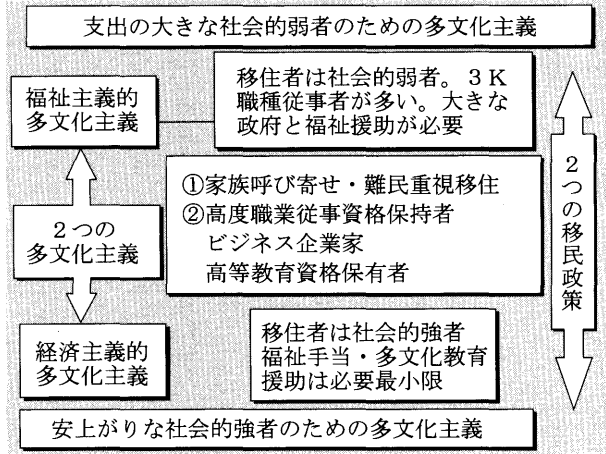 支出の大きな社会的弱者のための多文化主義
福祉主義的
多文化主義
移住者は社会的弱者。3K
職種従事者が多い。大きな
政府と福祉援助が必要
2つの
多文化主義
①家族呼び寄せ・難民重視移住
②高度職業従事資格保持者
ビジネス企業家
高等教育資格保有者
2つの移民政策
経済主義的
多文化主義
移住者は社会的強者
福祉手当・多文化教育
援助は必要最小限
安上がりな社会的強者のための多文化主義